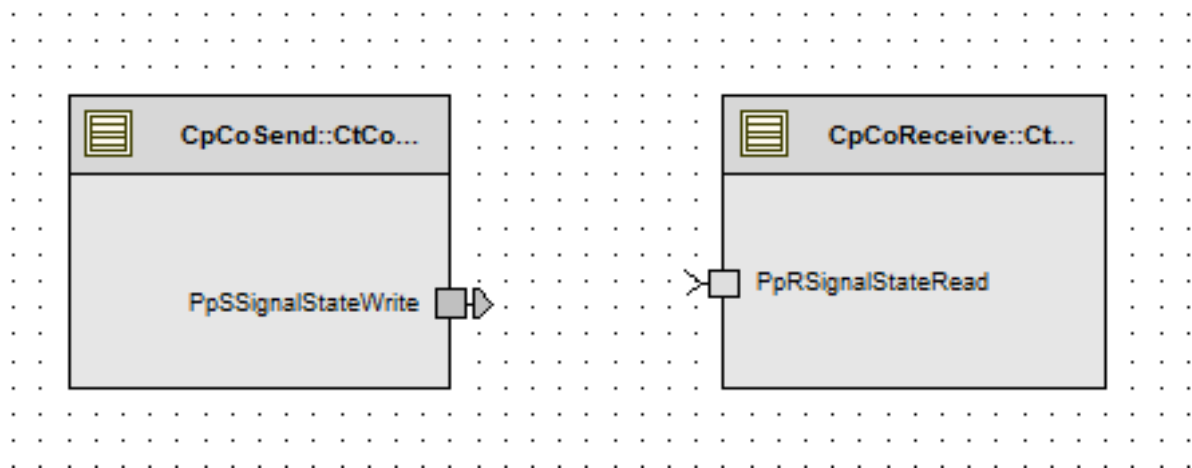 CpCoSend::CtCo...
CpCoReceive::Ct...
PpSSignalStateWrite
PpRSignalStateRead